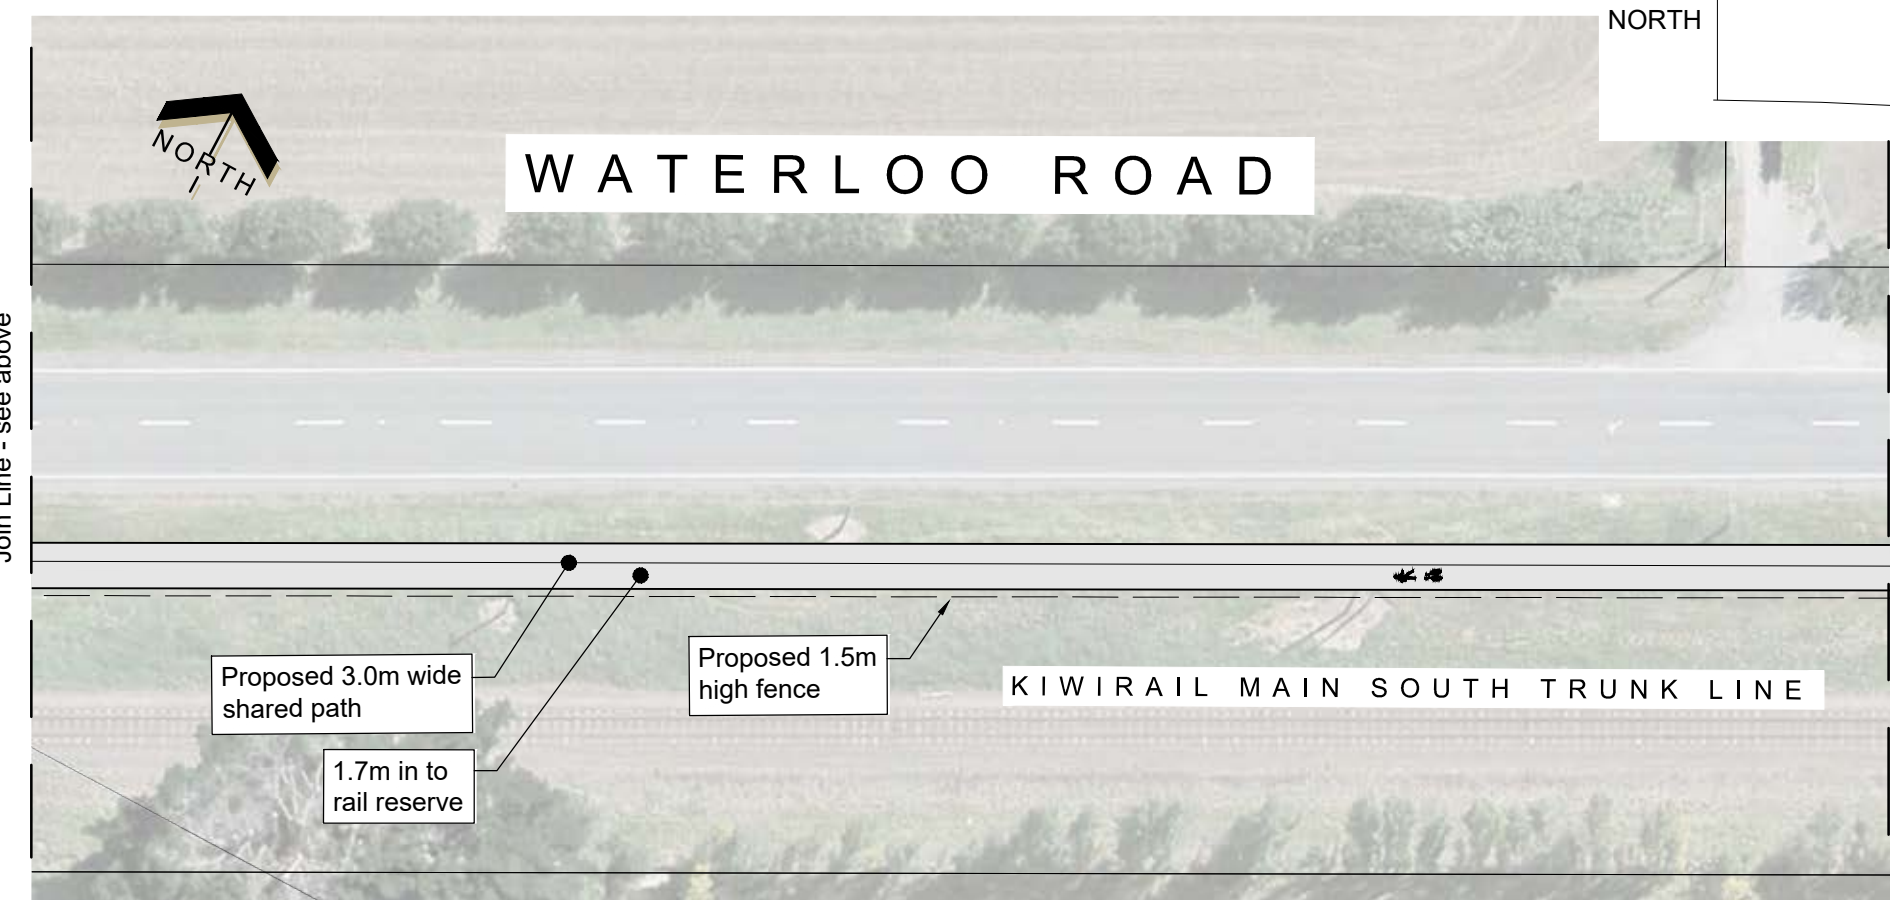 NORTH
NORTH
WATERLOO ROAD
Join Line - see above
Proposed 3.0m wide
shared path
Proposed 1.5m
high fence
KIWIRAIL MAIN SOUTH TRUNK LINE
1.7m in to
rail reserve